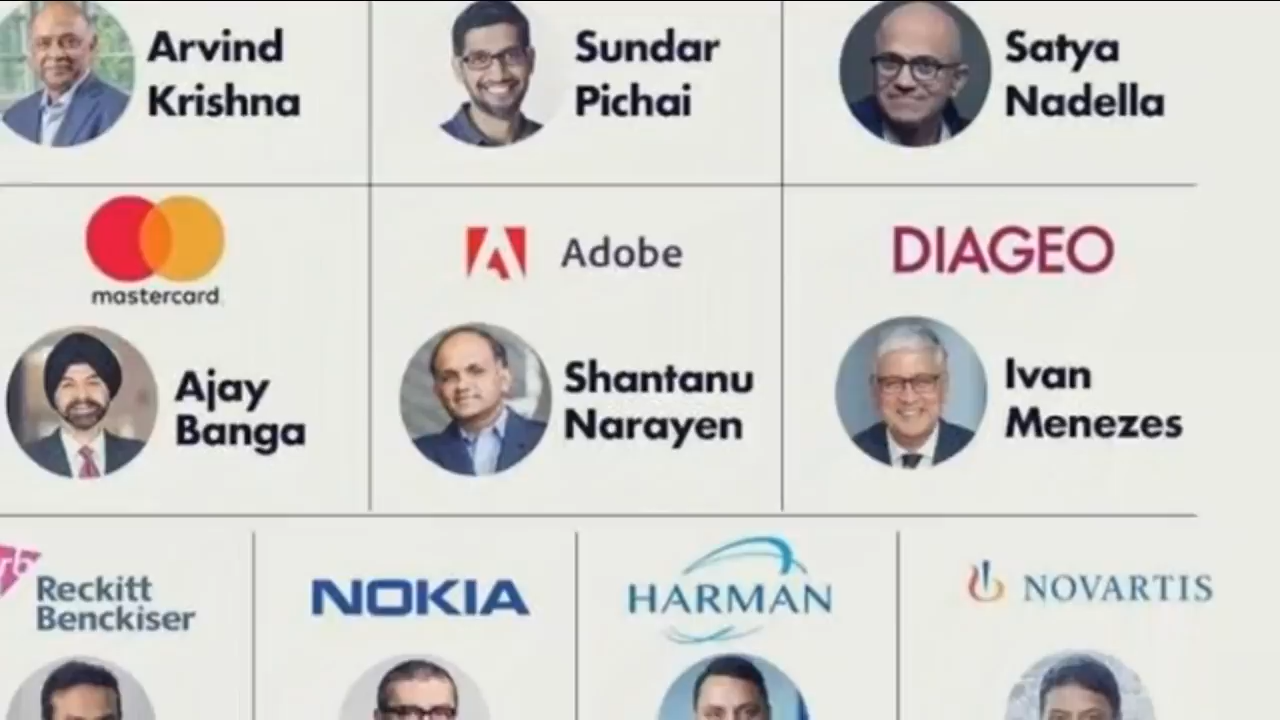 Arvind
Krishna
Sundar
Pichai
Satya
Nadella
mastercard
Adobe
DIAGEO
Ajay
Banga
Shantanu
Narayen
Ivan
Menezes
rb
Reckitt
Benckiser
NOKIA
HARMAN
NOVARTIS